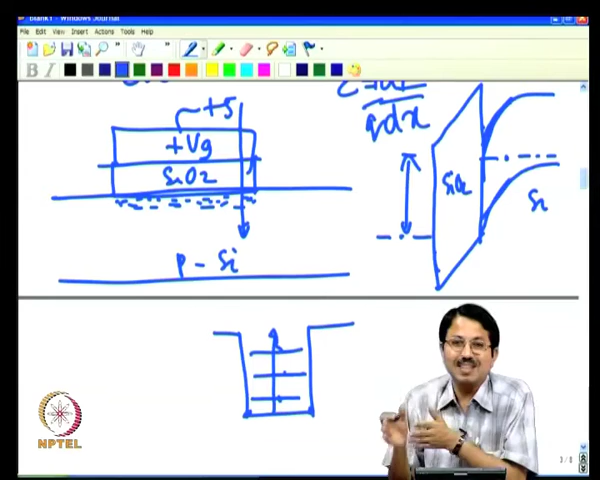 Blank1 - Windows Journal
File Edit View Insert Actions Tools Help
B I
+5
+Vg
SiO2
P - Si
qdx
SiO2
Si
NPTEL
3/8